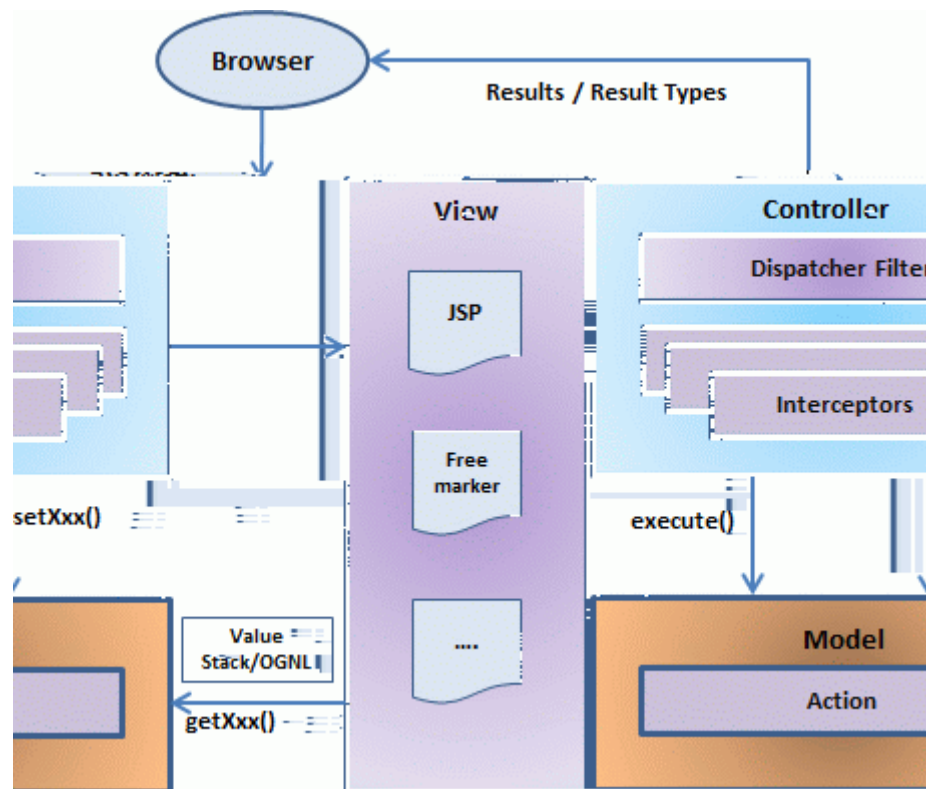 Browser
Results / Result Types
View
Controller
Dispatcher Filter
JSP
Interceptors
Free
marker
setXxx()
execute()
Value
Stack/OGNL
....
Model
Action
getXxx()